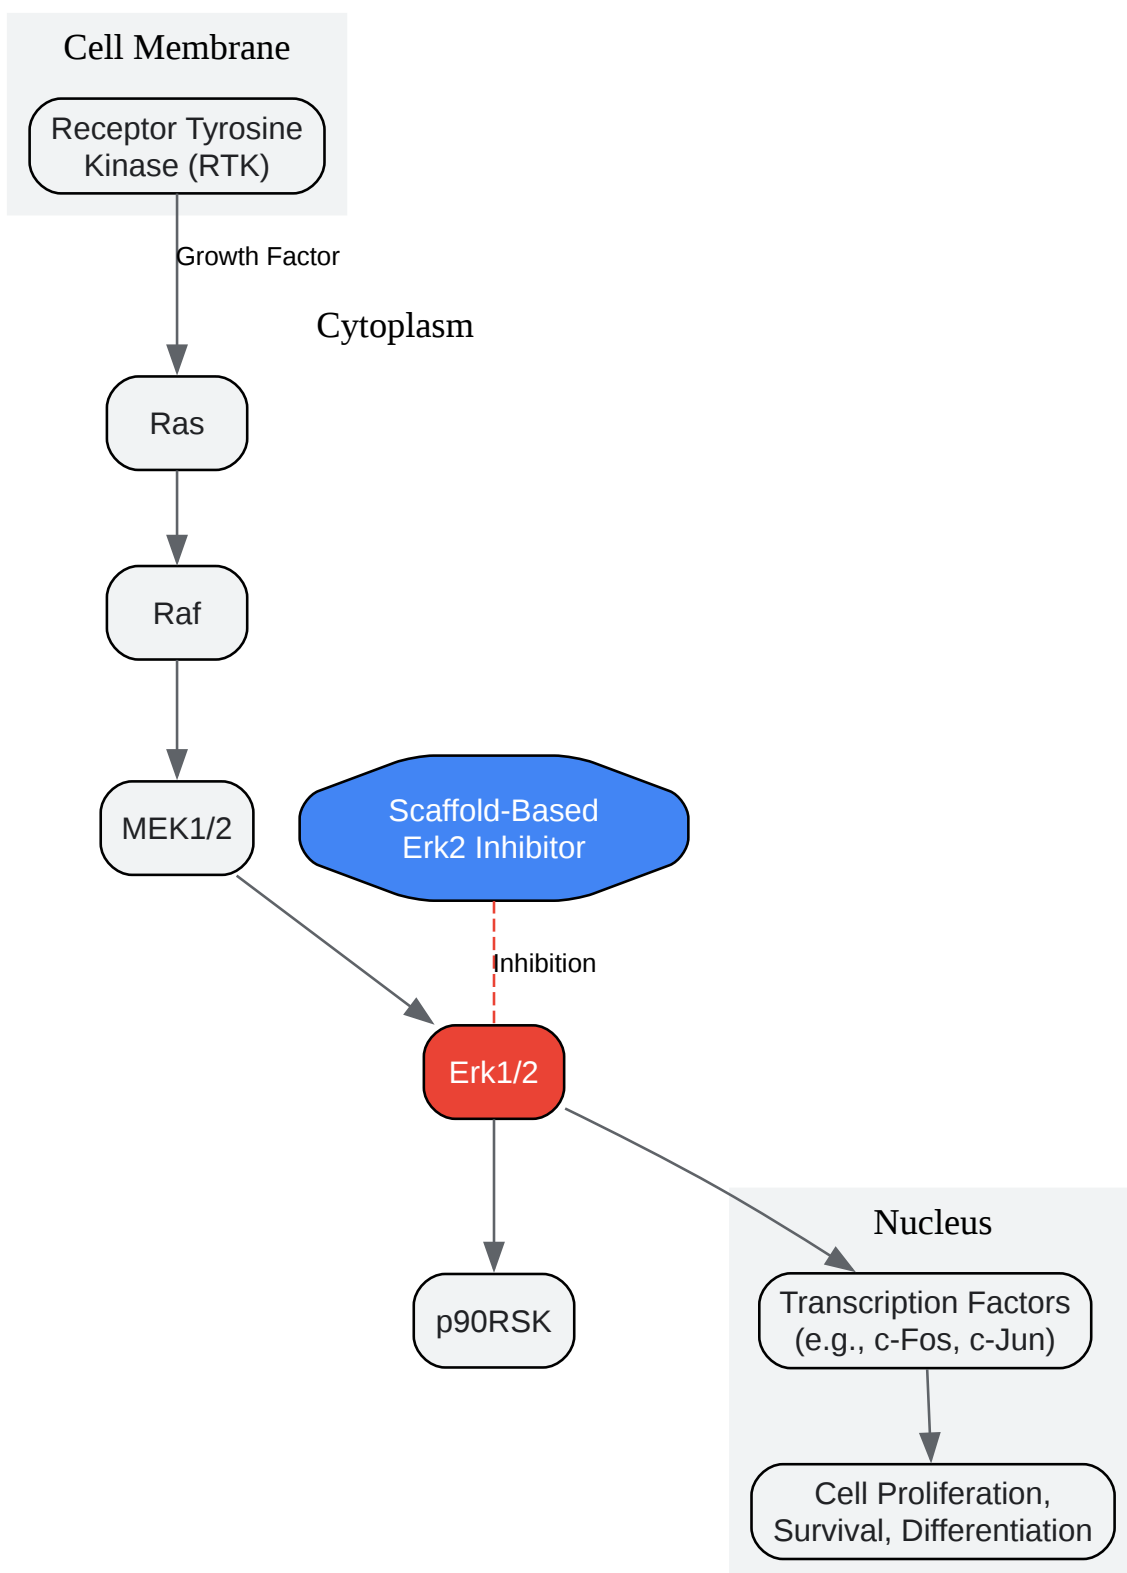 Cell Membrane
Receptor Tyrosine
Kinase (RTK)
Growth Factor
Cytoplasm
Ras
Raf
MEK1/2
Scaffold-Based
Erk2 Inhibitor
Inhibition
Erk1/2
p90RSK
Nucleus
Transcription Factors
(e.g., c-Fos, c-Jun)
Cell Proliferation,
Survival, Differentiation